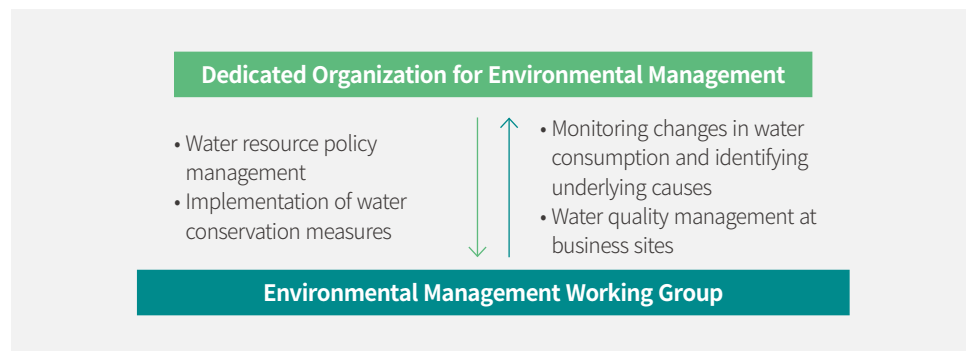 Dedicated Organization for Environmental Management
• Water resource policy
management
• Implementation of water
conservation measures
• Monitoring changes in water
consumption and identifying
underlying causes
• Water quality management at
business sites
Environmental Management Working Group